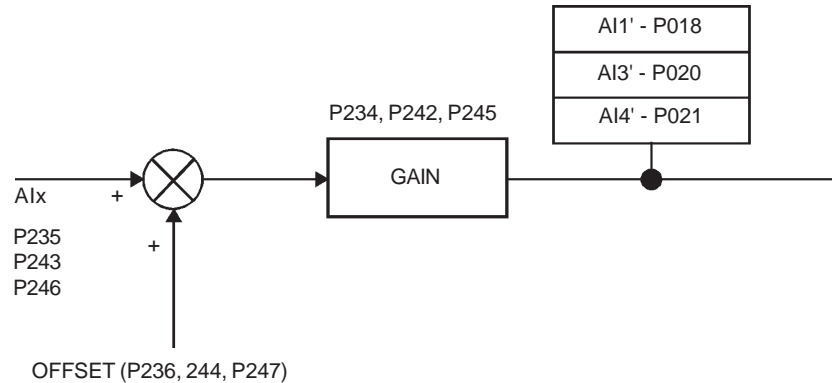 AI1' - P018
AI3' - P020
AI4' - P021
P234, P242, P245
GAIN
AIx
+
P235
P243
P246
+
OFFSET (P236, 244, P247)